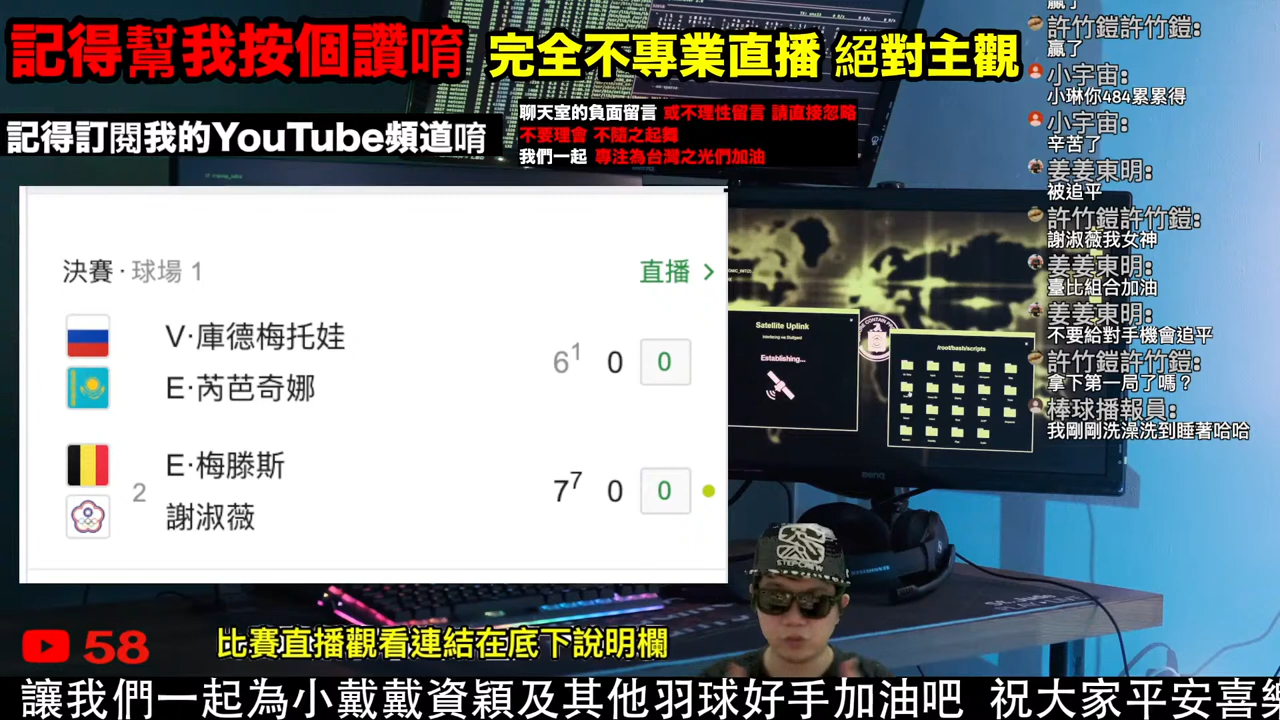 記得幫我按個讚唷
完全不專業直播 絕對主觀
記得訂閱我的YouTube頻道唷
聊天室的負面留言 或不理性留言 請直接忽略
不要理會 不隨之起舞
我們一起 專注為台灣之光們加油
決賽·球場 1
直播
V·庫德梅托娃
E·芮芭奇娜
6¹ 0 0
2
E·梅滕斯
謝淑薇
7⁷ 0 0
贏了
許竹鎧許竹鎧:
贏了
小宇宙:
小琳你484累累得
小宇宙:
辛苦了
姜姜東明:
被追平
許竹鎧許竹鎧:
謝淑薇我女神
姜姜東明:
臺比組合加油
姜姜東明:
不要給對手機會追平
許竹鎧許竹鎧:
拿下第一局了嗎？
棒球播報員:
我剛剛洗澡洗到睡著哈哈
Satellite Uplink
Establishing...
/root/bash/scripts
BENQ
STEPCREW
58
比賽直播觀看連結在底下說明欄
讓我們一起為小戴戴資穎及其他羽球好手加油吧 祝大家平安喜樂